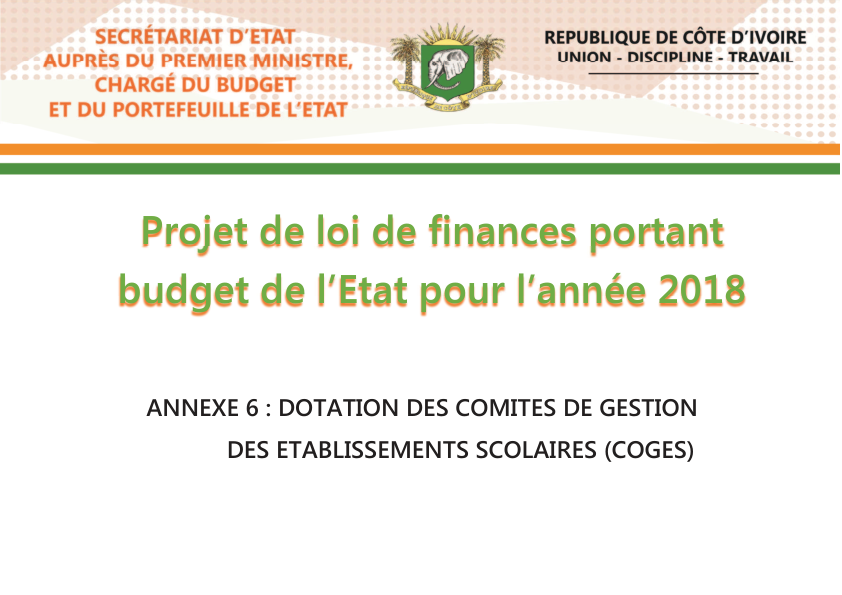 SECRÉTARIAT D'ETAT
AUPRÈS DU PREMIER MINISTRE,
CHARGÉ DU BUDGET
ET DU PORTEFEUILLE DE L'ETAT
REPUBLIQUE DE CÔTE D'IVOIRE
UNION - DISCIPLINE - TRAVAIL
Projet de loi de finances portant
budget de l'Etat pour l'année 2018
ANNEXE 6 : DOTATION DES COMITES DE GESTION
DES ETABLISSEMENTS SCOLAIRES (COGES)